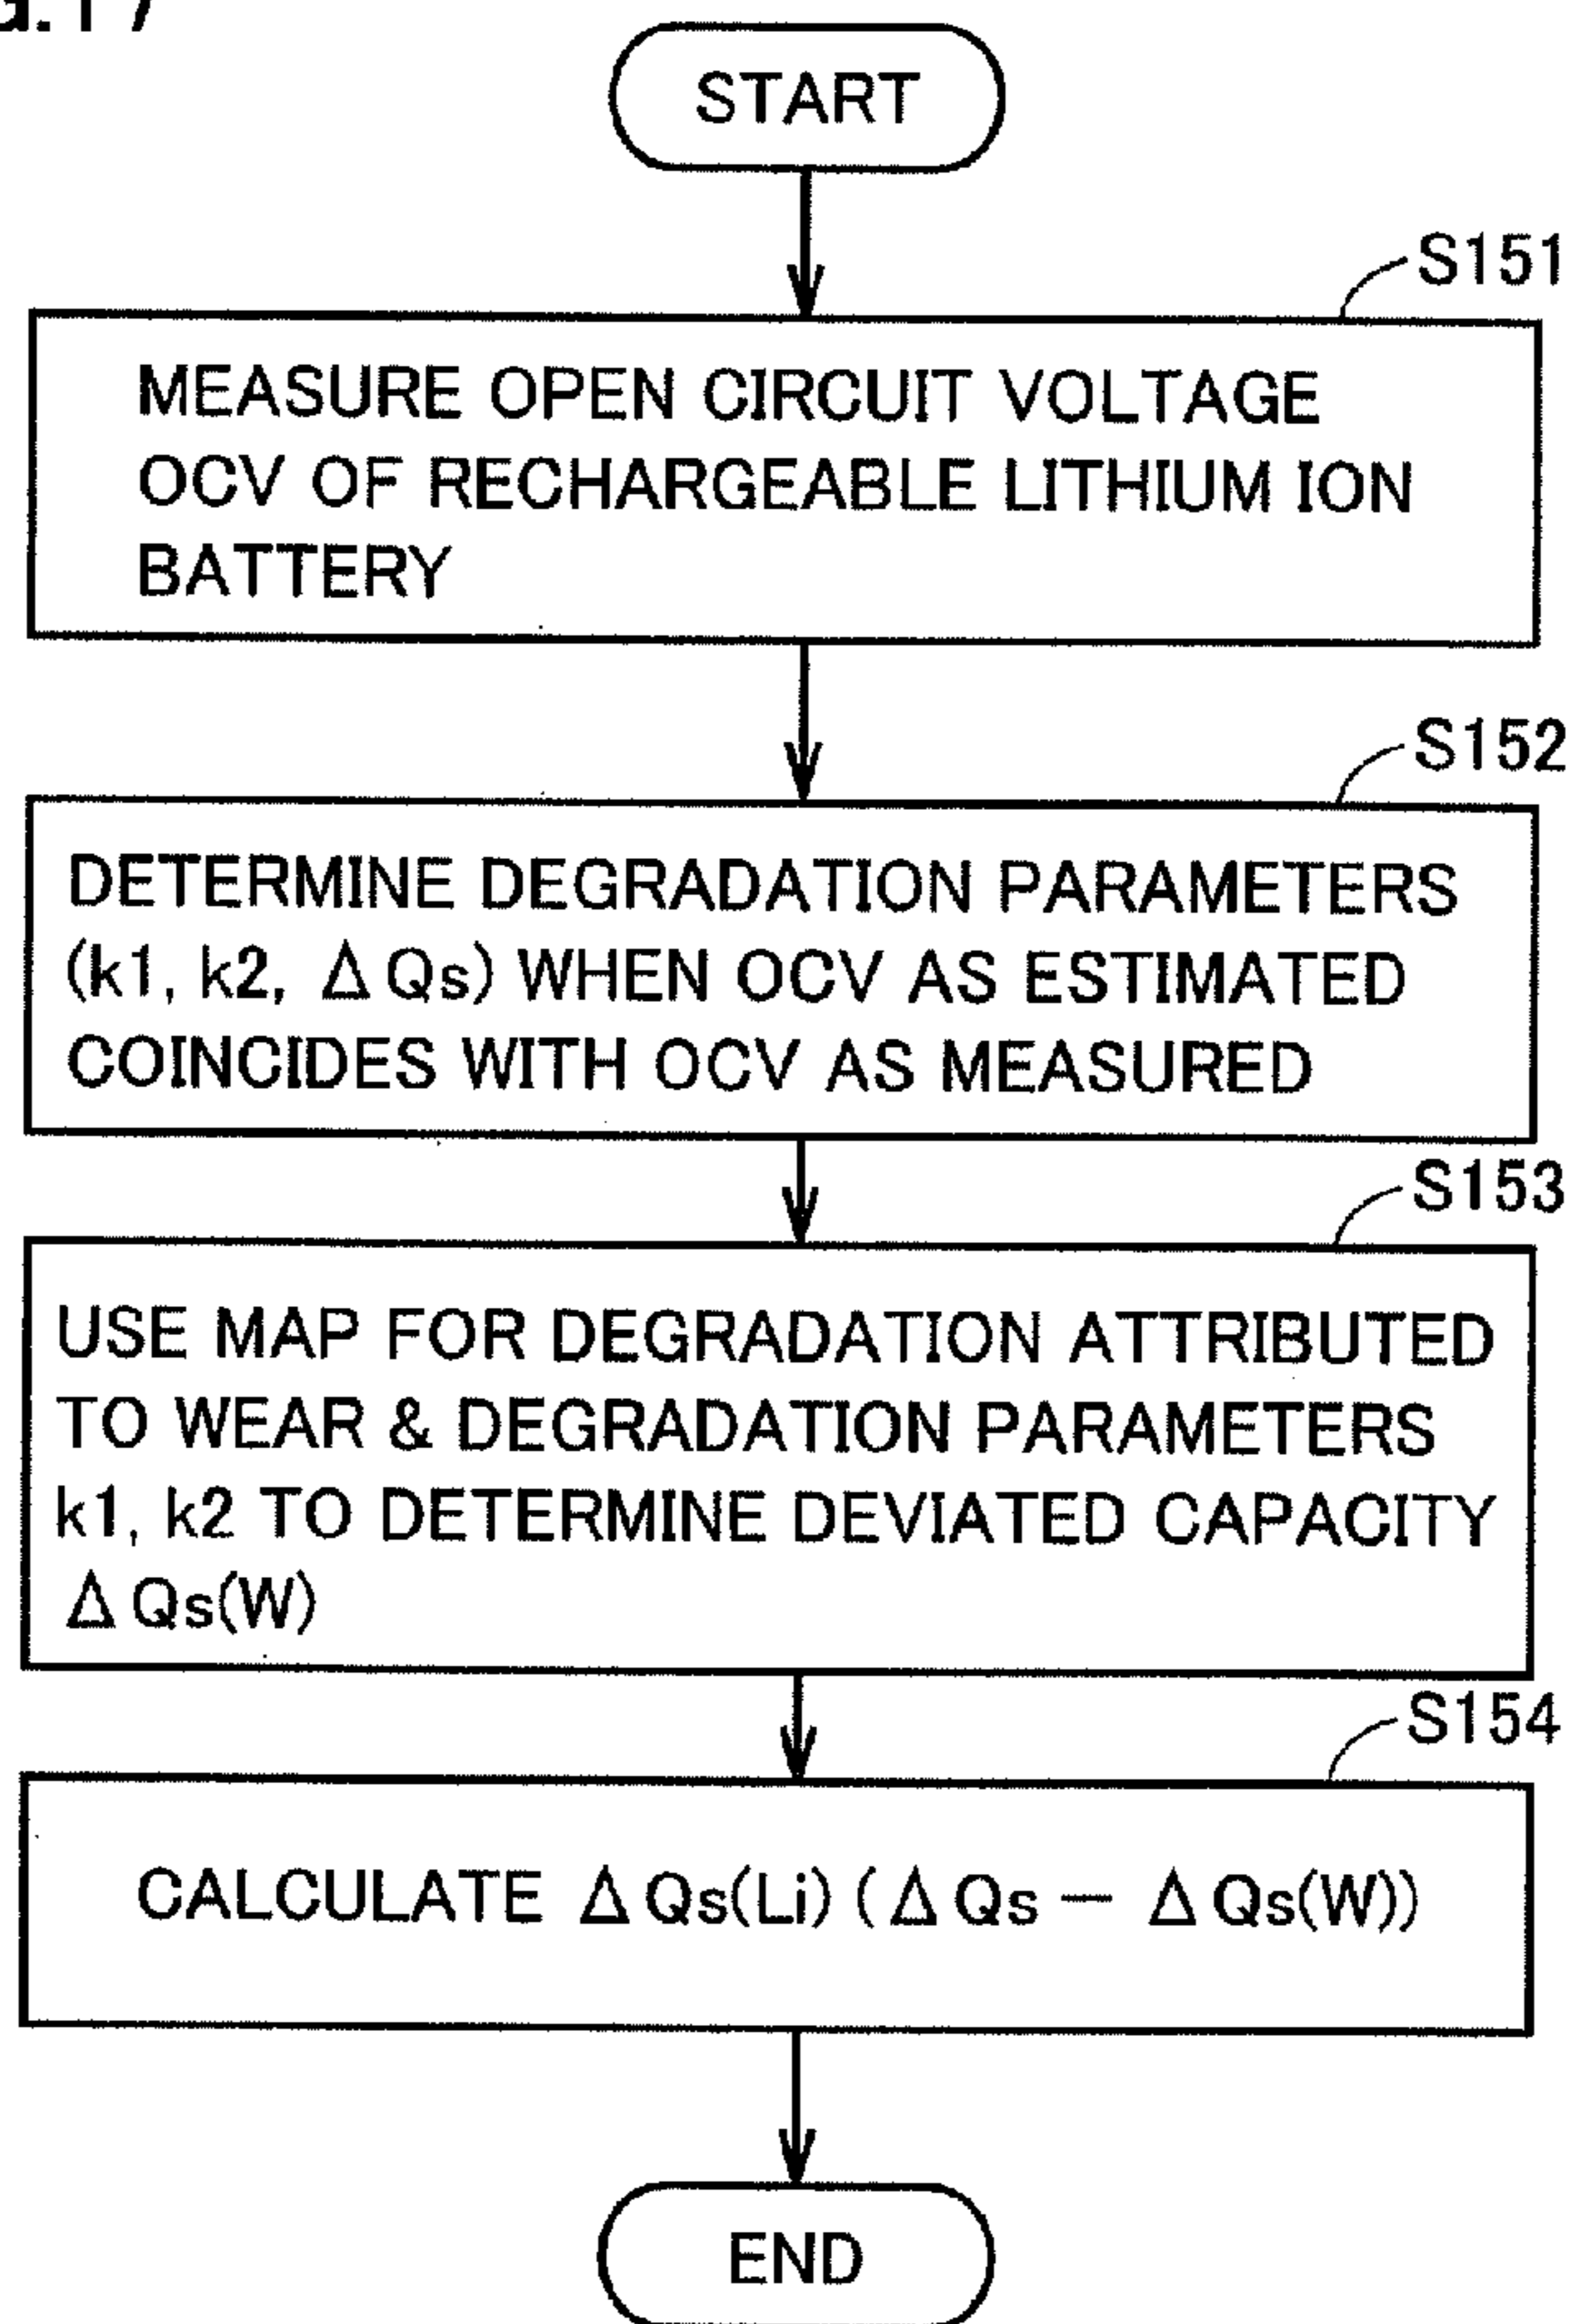 START
S151
MEASURE OPEN CIRCUIT VOLTAGE
OCV OF RECHARGEABLE LITHIUM ION
BATTERY
S152
DETERMINE DEGRADATION PARAMETERS
(k1, k2, ΔQs) WHEN OCV AS ESTIMATED
COINCIDES WITH OCV AS MEASURED
S153
USE MAP FOR DEGRADATION ATTRIBUTED
TO WEAR & DEGRADATION PARAMETERS
k1, k2 TO DETERMINE DEVIATED CAPACITY
ΔQs(W)
S154
CALCULATE ΔQs(Li) (ΔQs — ΔQs(W))
END